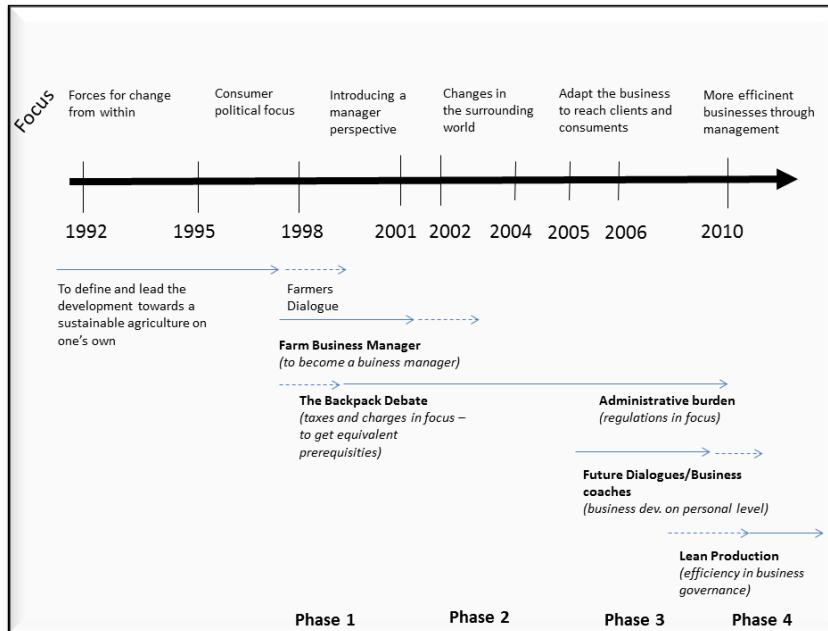 Focus
Forces for change
from within
Consumer
political focus
Introducing a
manager
perspective
Changes in
the surrounding
world
Adapt the business
to reach clients and
consuments
More efficinent
businesses through
management
1992
1995
1998
2001
2002
2004
2005
2006
2010
To define and lead the
development towards a
sustainable agriculture on
one's own
Farmers
Dialogue
Farm Business Manager
(to become a buiness manager)
The Backpack Debate
(taxes and charges in focus –
to get equivalent
prerequisities)
Administrative burden
(regulations in focus)
Future Dialogues/Business
coaches
(business dev. on personal level)
Lean Production
(efficiency in business
governance)
Phase 1
Phase 2
Phase 3
Phase 4